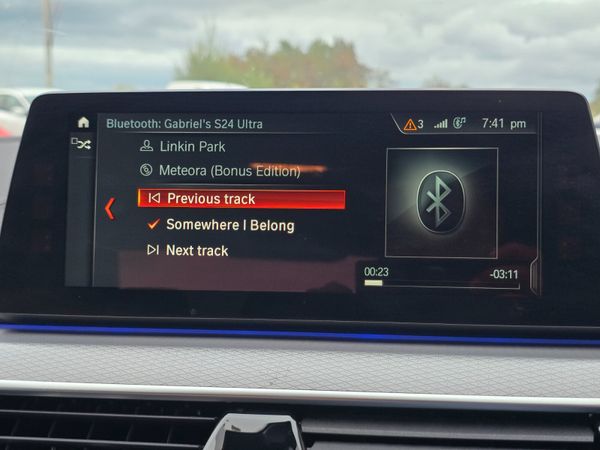 Bluetooth: Gabriel's S24 Ultra
3
7:41 pm
Linkin Park
Meteora (Bonus Edition)
Previous track
Somewhere I Belong
Next track
00:23
-03:11